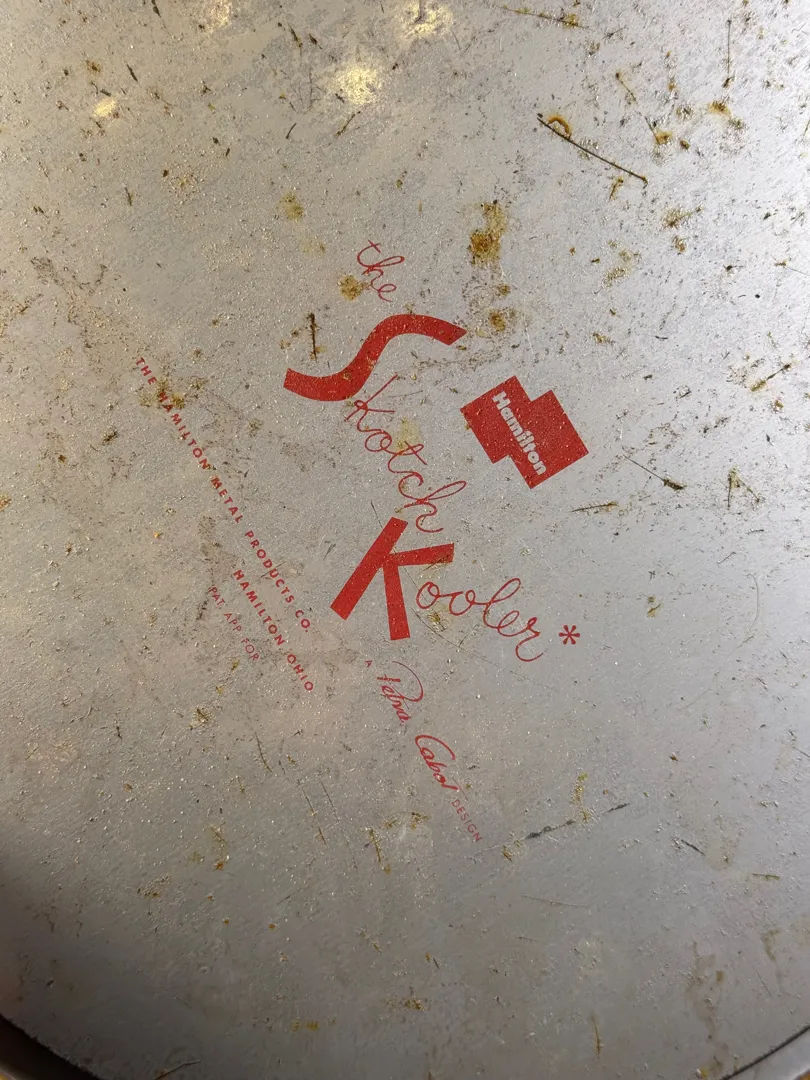 the
Skotch
Kooler*
Hamilton
A Petra Cabot DESIGN
THE HAMILTON METAL PRODUCTS CO.
HAMILTON, OHIO
PAT. APP. FOR